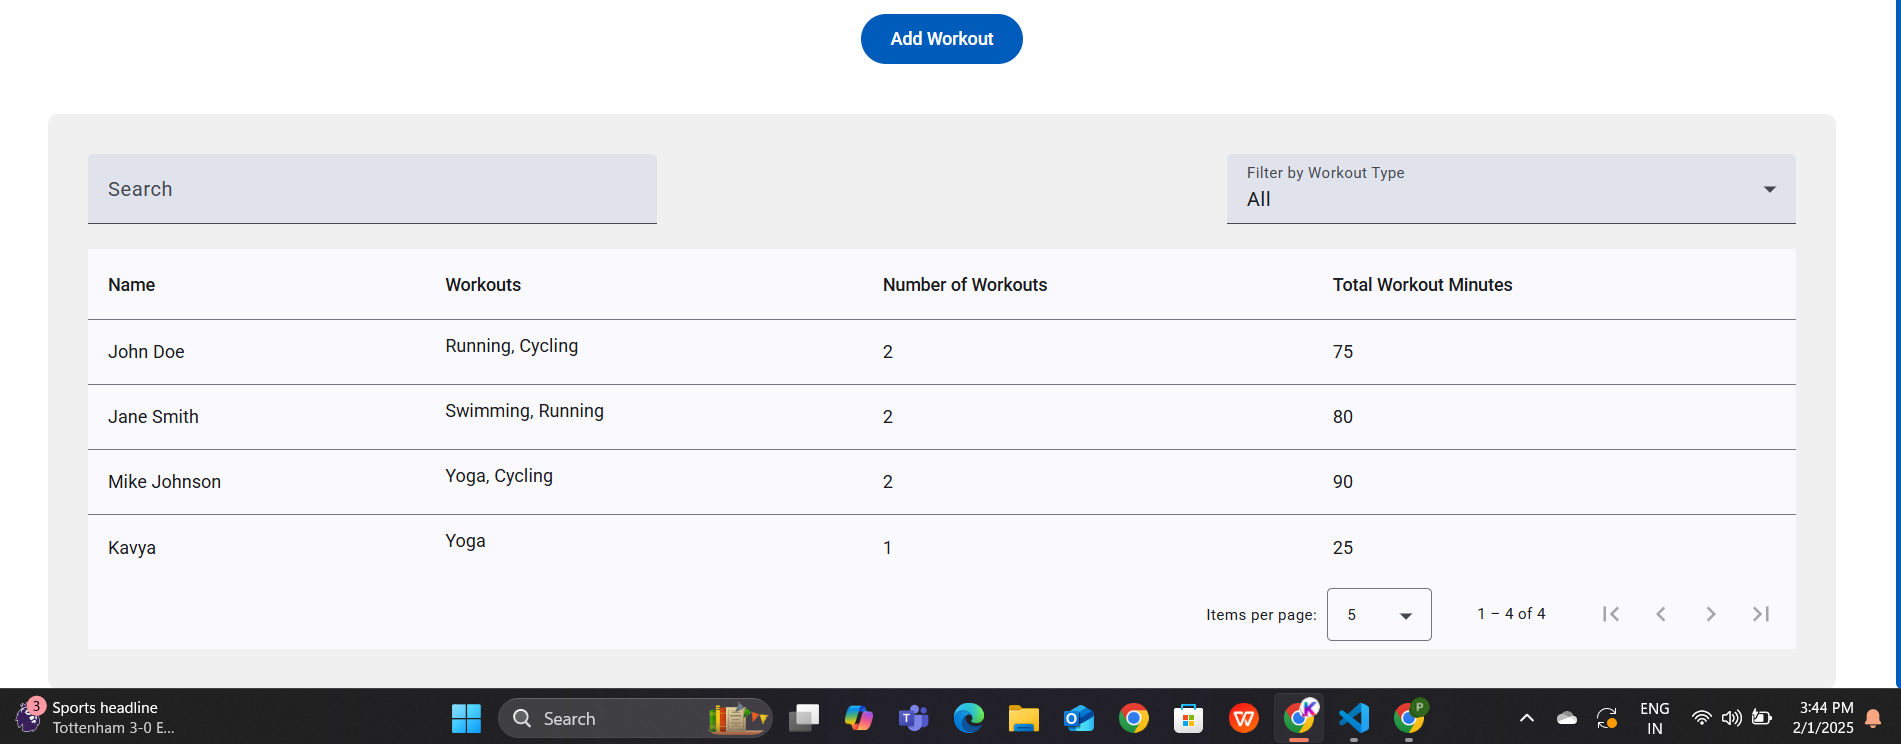 Add Workout
Search
Filter by Workout Type
All
Name Workouts Number of Workouts Total Workout Minutes
John Doe Running, Cycling 2 75
Jane Smith Swimming, Running 2 80
Mike Johnson Yoga, Cycling 2 90
Kavya Yoga 1 25
Items per page: 5 1 – 4 of 4
3 Sports headline
Tottenham 3-0 E...
Search
ENG
IN
3:44 PM
2/1/2025